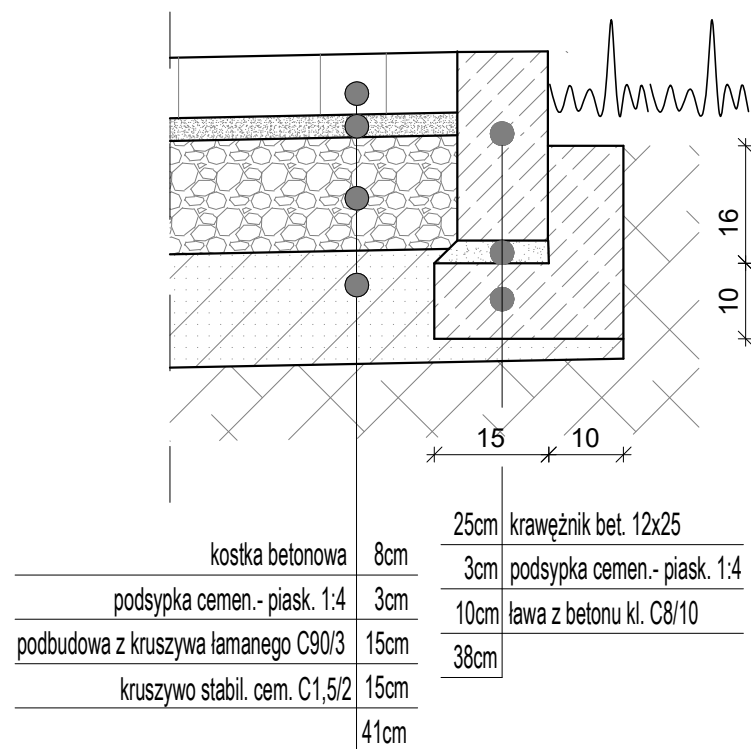 16
10
15 10
kostka betonowa 8cm
podsypka cemen.- piask. 1:4 3cm
podbudowa z kruszywa łamanego C90/3 15cm
kruszywo stabil. cem. C1,5/2 15cm
41cm
25cm krawężnik bet. 12x25
3cm podsypka cemen.- piask. 1:4
10cm ława z betonu kl. C8/10
38cm